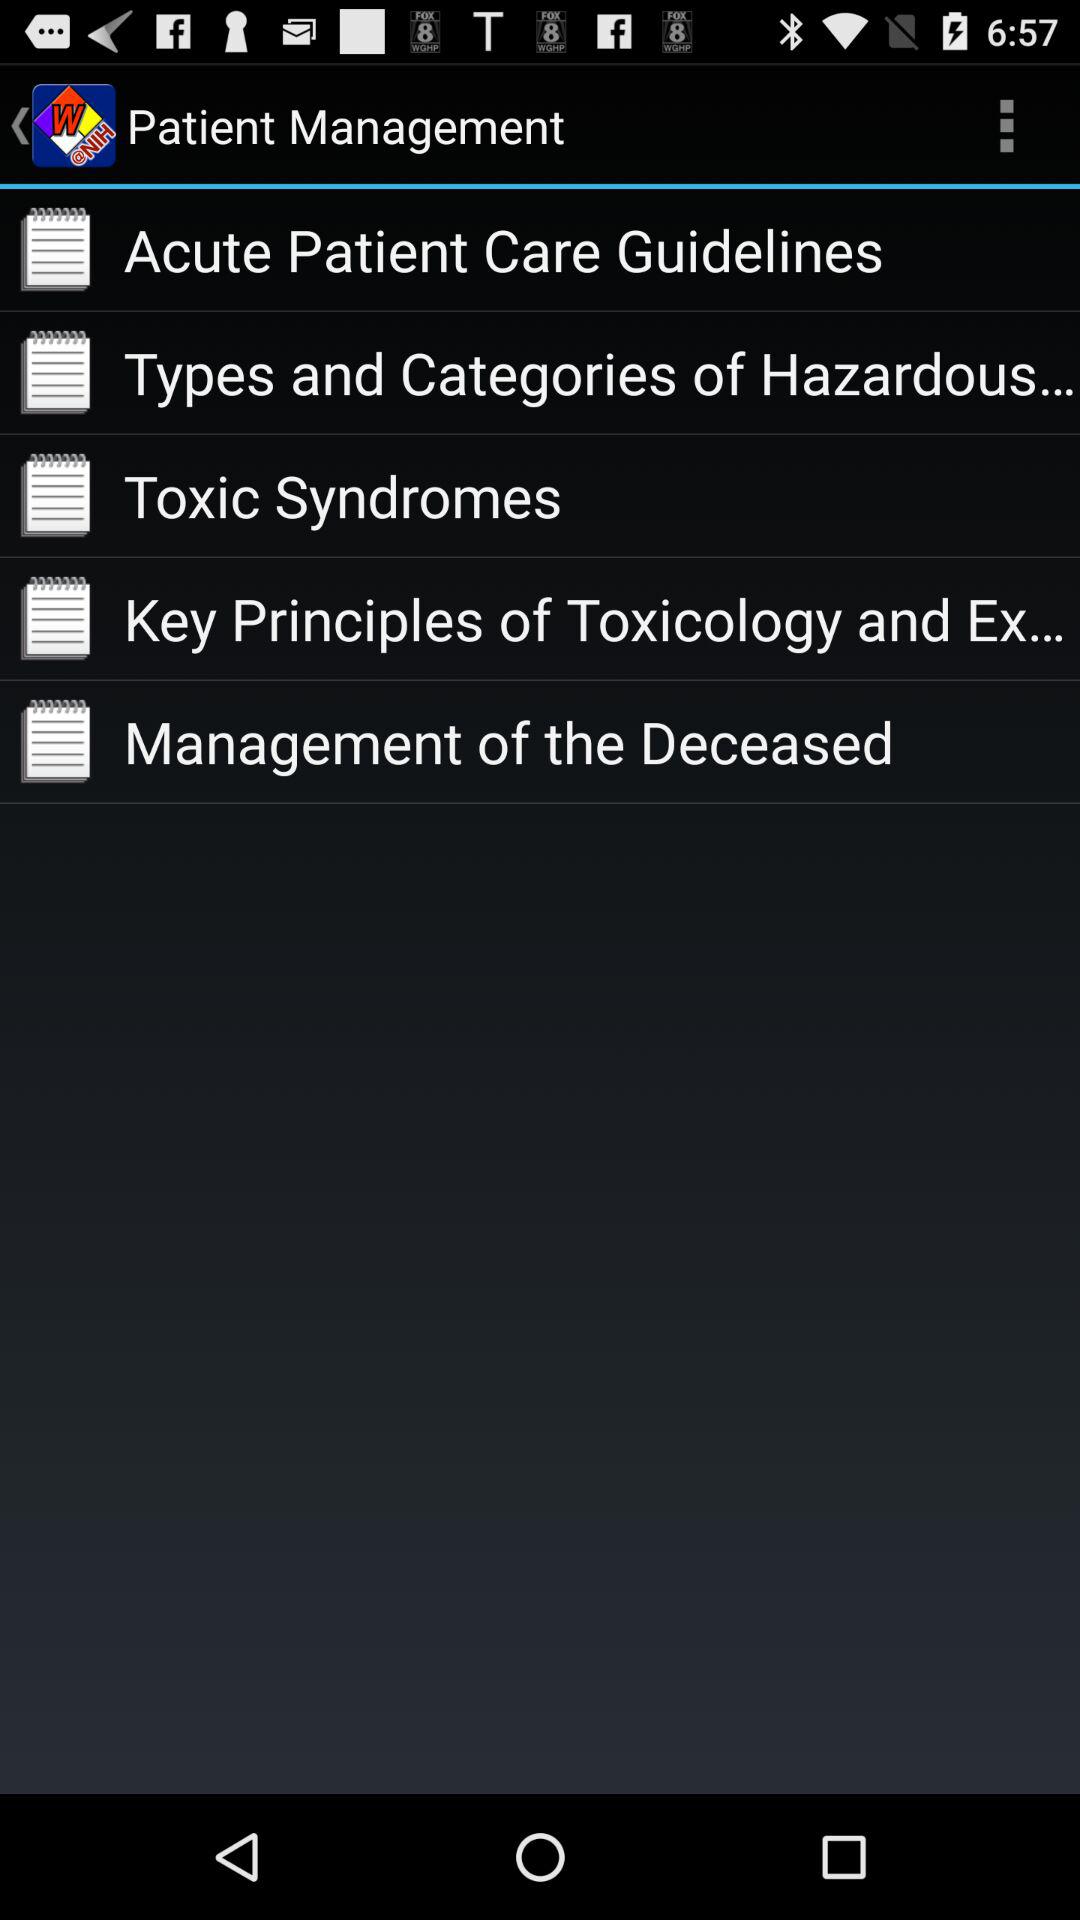 FOX 8 WGHP T FOX 8 WGHP FOX 8 WGHP 6:57
W @NIH Patient Management
Acute Patient Care Guidelines
Types and Categories of Hazardous...
Toxic Syndromes
Key Principles of Toxicology and Ex...
Management of the Deceased